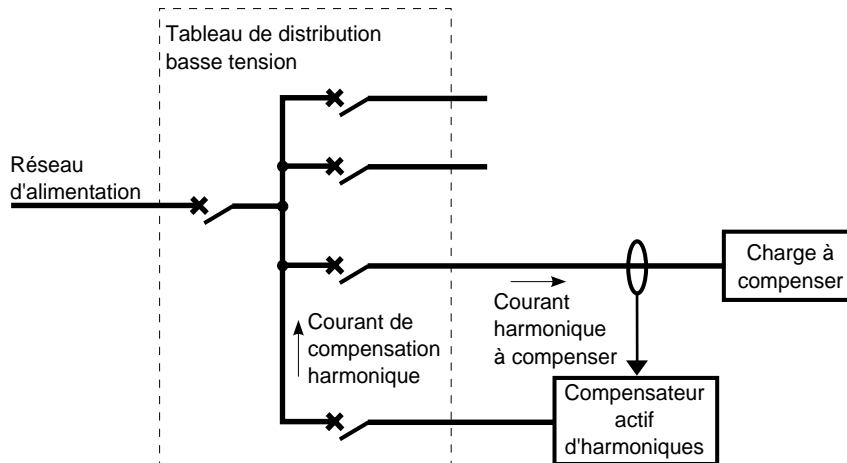 Tableau de distribution
basse tension
Réseau
d'alimentation
Charge à
compenser
Courant
harmonique
à compenser
Courant de
compensation
harmonique
Compensateur
actif
d'harmoniques